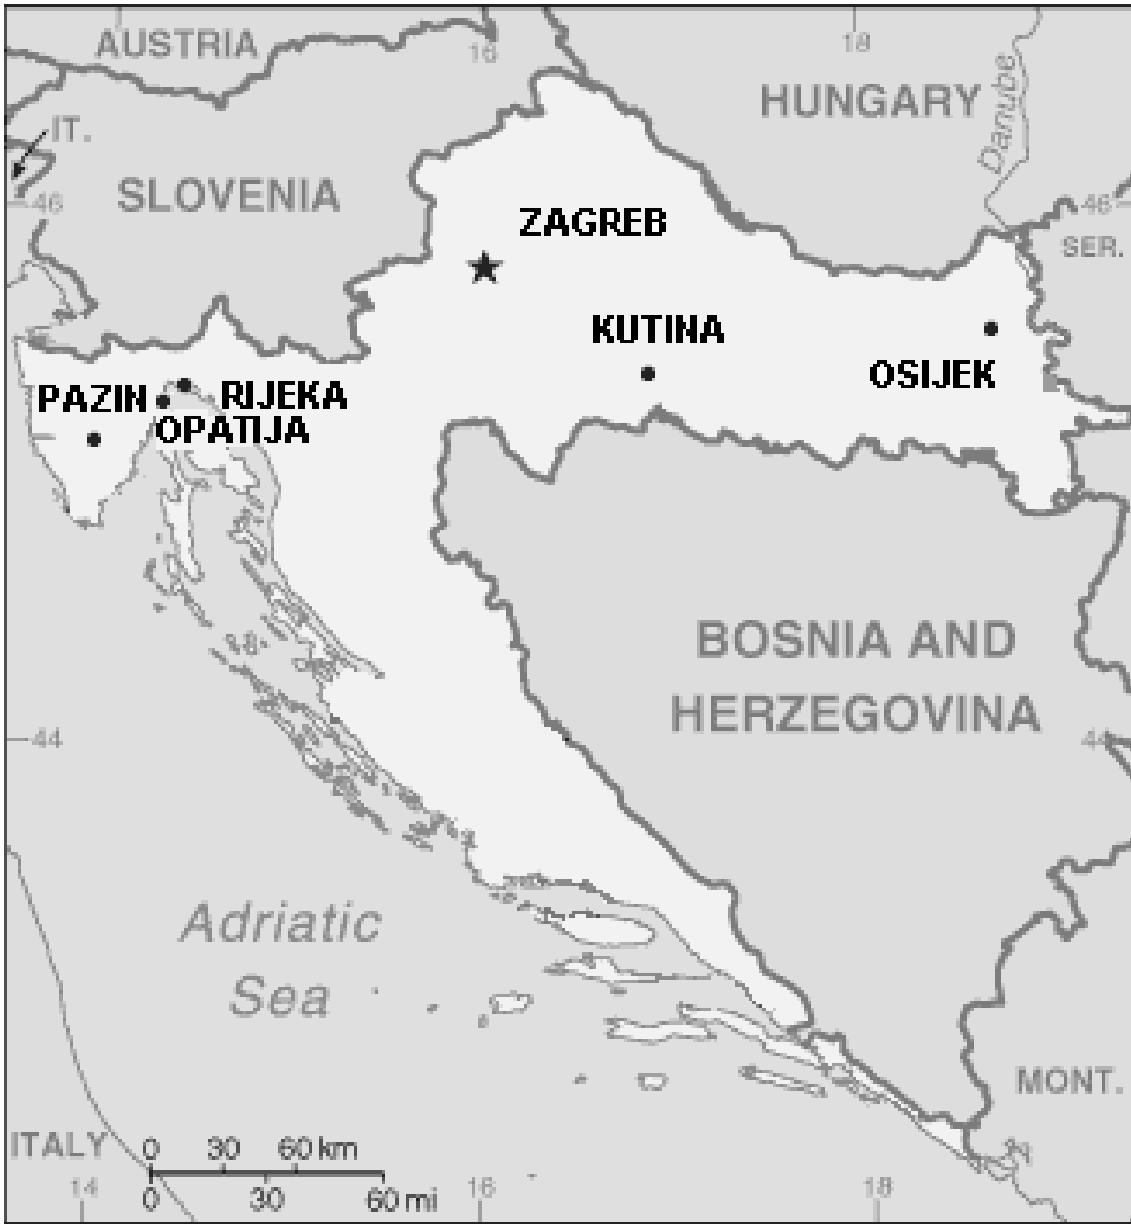 AUSTRIA
16
18
HUNGARY
Danube
IT.
46
SLOVENIA
46
ZAGREB
SER.
KUTINA
OSIJEK
PAZIN
RIJEKA
OPATIJA
BOSNIA AND
HERZEGOVINA
44
44
Adriatic
Sea
MONT.
ITALY
0 30 60 km
0 30 60 mi
14
16
18